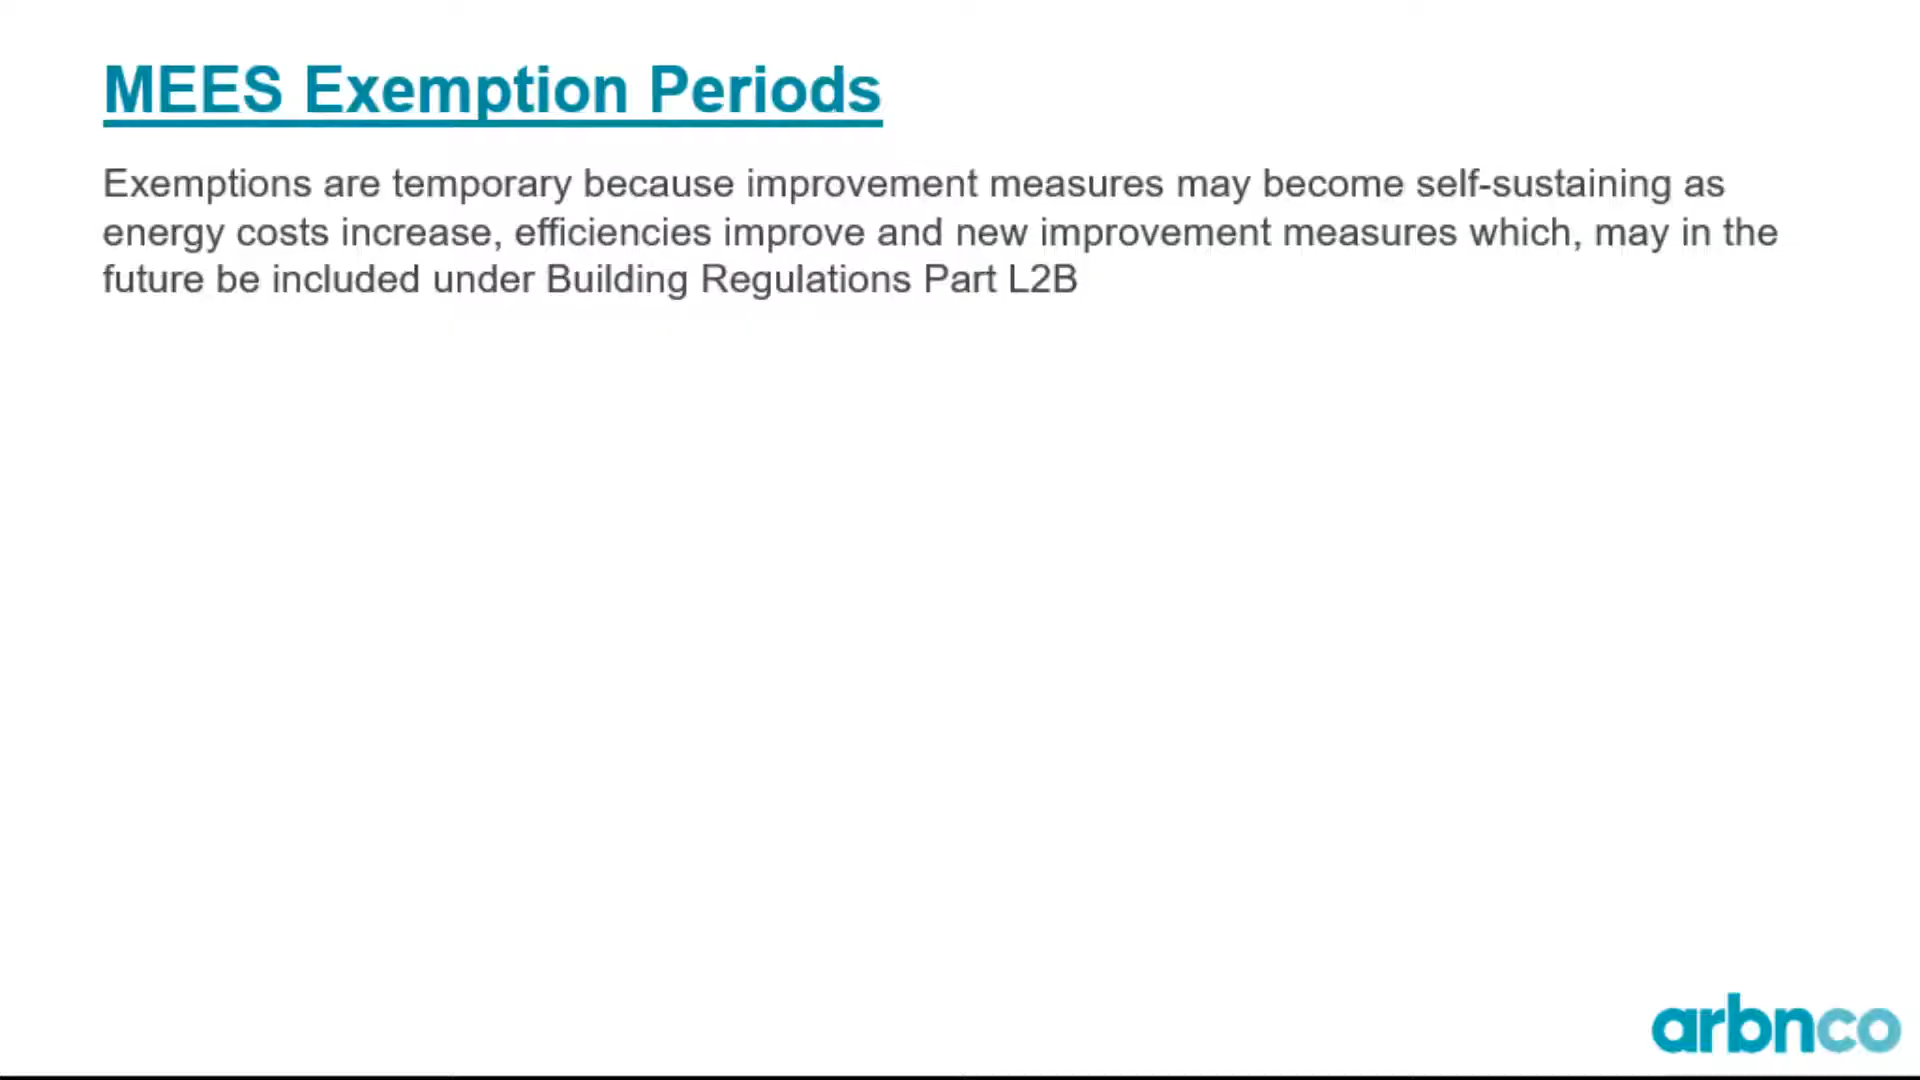 MEES Exemption Periods
Exemptions are temporary because improvement measures may become self-sustaining as
energy costs increase, efficiencies improve and new improvement measures which, may in the
future be included under Building Regulations Part L2B
arbnco